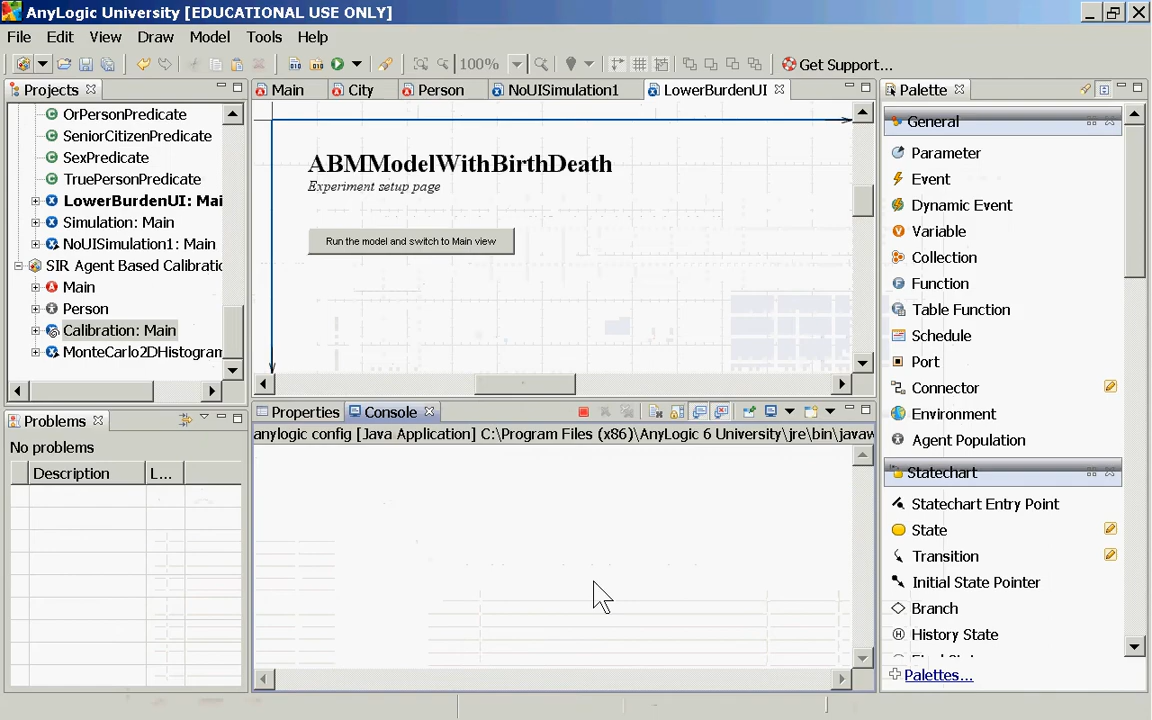 AnyLogic University [EDUCATIONAL USE ONLY]
File Edit View Draw Model Tools Help
100% Get Support...
Projects
OrPersonPredicate
SeniorCitizenPredicate
SexPredicate
TruePersonPredicate
LowerBurdenUI: Mai
Simulation: Main
NoUISimulation1: Main
SIR Agent Based Calibratio
Main
Person
Calibration: Main
MonteCarlo2DHistogram
Problems
No problems
Description L...
Main City Person NoUISimulation1 LowerBurdenUI
ABMModelWithBirthDeath
Experiment setup page
Run the model and switch to Main view
Properties Console
anylogic config [Java Application] C:\Program Files (x86)\AnyLogic 6 University\jre\bin\javaw
Palette
General
Parameter
Event
Dynamic Event
Variable
Collection
Function
Table Function
Schedule
Port
Connector
Environment
Agent Population
Statechart
Statechart Entry Point
State
Transition
Initial State Pointer
Branch
History State
Palettes...